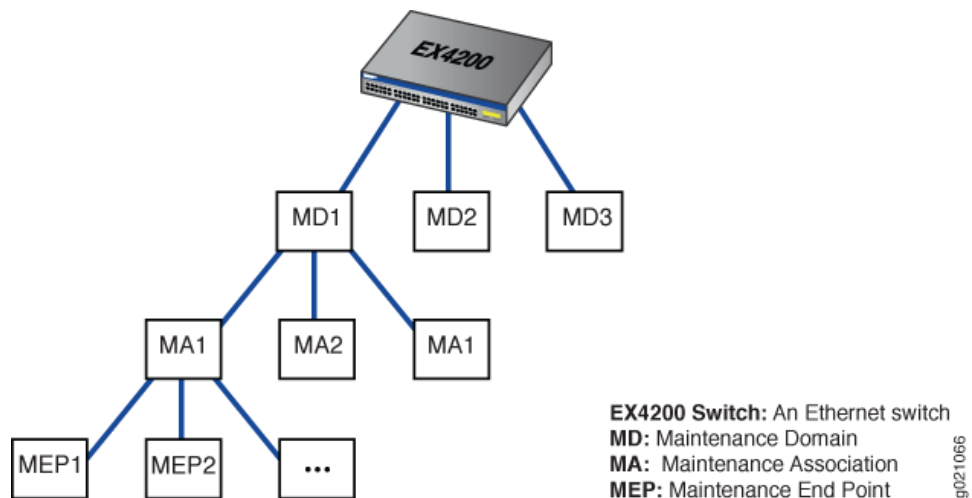 EX4200
MD1
MD2
MD3
MA1
MA2
MA1
MEP1
MEP2
...
EX4200 Switch: An Ethernet switch
MD: Maintenance Domain
MA: Maintenance Association
MEP: Maintenance End Point
g021066